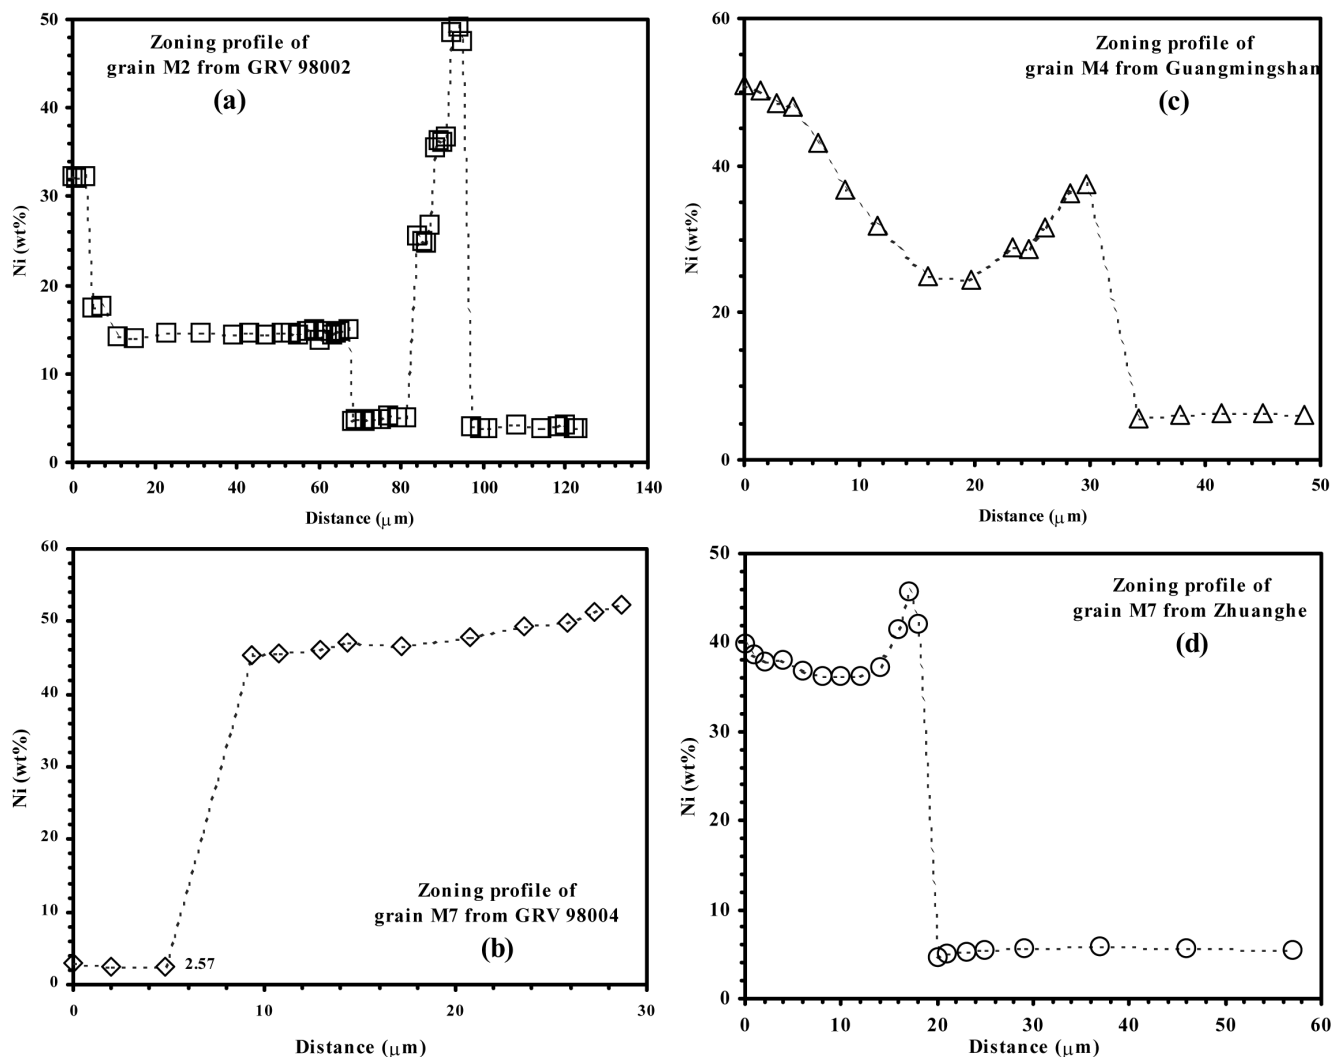 Zoning profile of
grain M2 from GRV 98002
(a)
50
40
30
20
10
0
Ni (wt%)
0 20 40 60 80 100 120 140
Distance (μm)
Zoning profile of
grain M4 from Guangmingshan
(c)
60
40
20
0
Ni (wt%)
0 10 20 30 40 50
Distance (μm)
60
50
40
30
20
10
0
Ni (wt%)
2.57
Zoning profile of
grain M7 from GRV 98004
(b)
0 10 20 30
Distance (μm)
Zoning profile of
grain M7 from Zhuanghe
(d)
50
40
30
20
10
0
Ni (wt%)
0 10 20 30 40 50 60
Distance (μm)